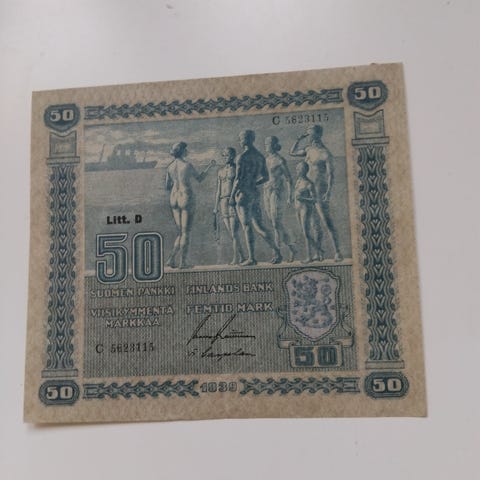 50 50
C 5623115
Litt. D
50
SUOMEN PANKKI FINLANDS BANK
VIISIKYMMENTÄ FEMTIO MARK
MARKKAA
C 5623115
50
50 1939 50